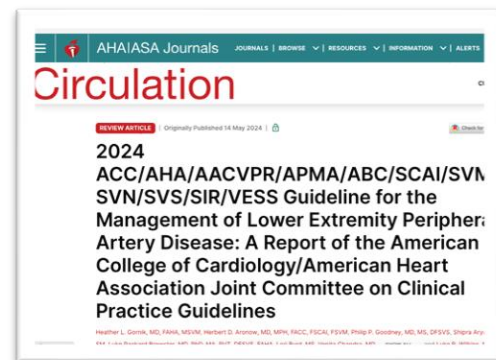 AHA|ASA Journals JOURNALS | BROWSE | RESOURCES | INFORMATION | ALERTS
Circulation
REVIEW ARTICLE | Originally Published 14 May 2024 |
2024
ACC/AHA/AACVPR/APMA/ABC/SCAI/SVM
SVN/SVS/SIR/VESS Guideline for the
Management of Lower Extremity Periphera
Artery Disease: A Report of the American
College of Cardiology/American Heart
Association Joint Committee on Clinical
Practice Guidelines
Heather L. Gornik, MD, FAHA, MSVM, Herbert D. Aronow, MD, MPH, FACC, FSCAI, FSVM, Philip P. Goodney, MD, MS, DFSVS, Shipra Arya,